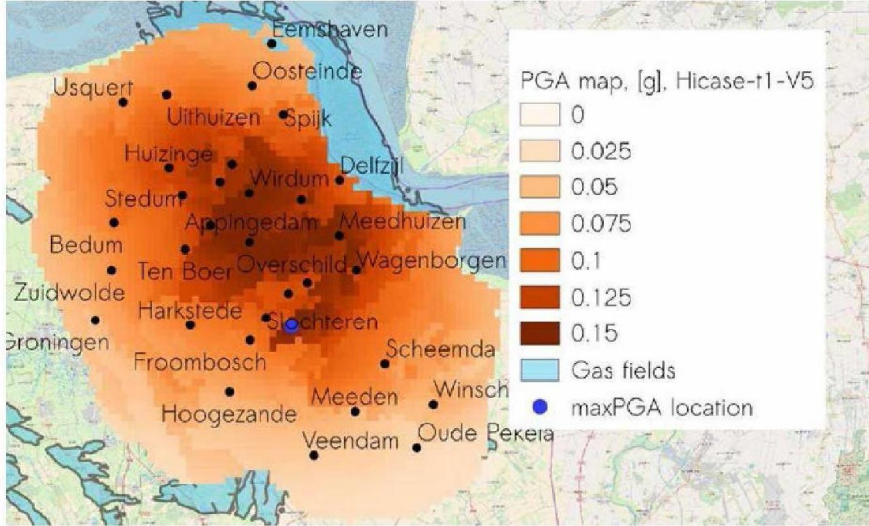 Eemshaven
Oosteinde
Usquert
Uithuizen
Spijk
Huizinge
Delfzijl
Wirdum
Stedum
Appingedam
Meedhuizen
Bedum
Ten Boer
Overschild
Wagenborgen
Zuidwolde
Harkstede
Slochteren
Groningen
Froombosch
Scheemda
Hoogezande
Meeden
Winsch
Veendam
Oude Pekela
PGA map, [g], Hicase-t1-V5
0
0.025
0.05
0.075
0.1
0.125
0.15
Gas fields
maxPGA location